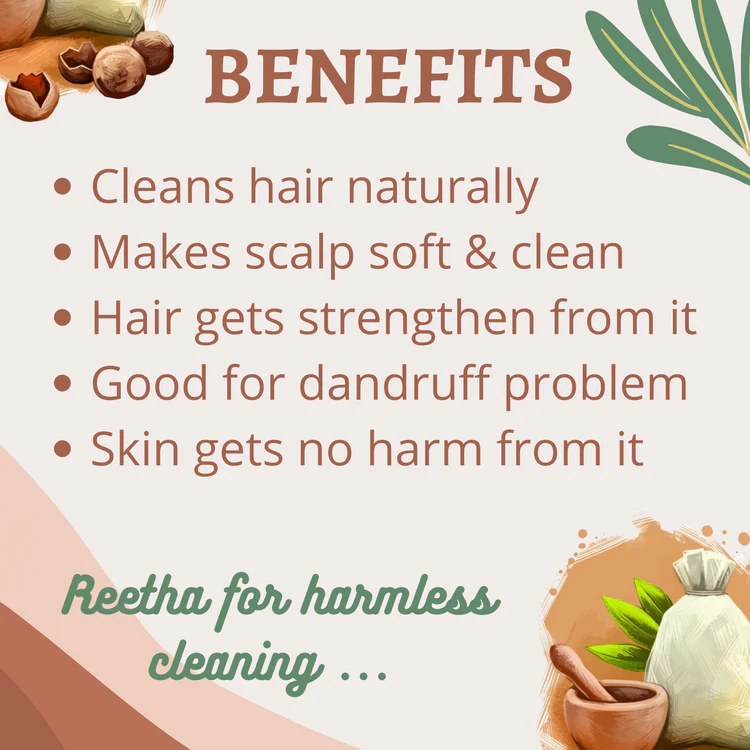 BENEFITS
• Cleans hair naturally
• Makes scalp soft & clean
• Hair gets strengthen from it
• Good for dandruff problem
• Skin gets no harm from it
Reetha for harmless
cleaning ...